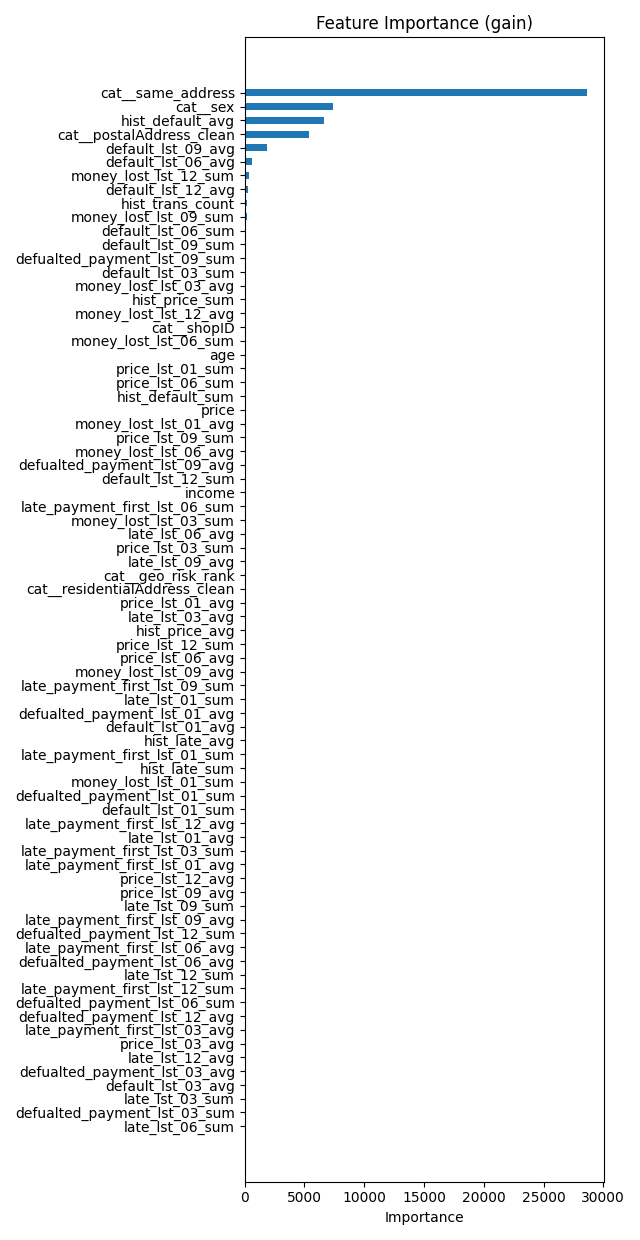 Feature Importance (gain)
cat__same_address
cat__sex
hist_default_avg
cat__postalAddress_clean
default_lst_09_avg
default_lst_06_avg
money_lost_lst_12_sum
default_lst_12_avg
hist_trans_count
money_lost_lst_09_sum
default_lst_06_sum
default_lst_09_sum
defualted_payment_lst_09_sum
default_lst_03_sum
money_lost_lst_03_avg
hist_price_sum
money_lost_lst_12_avg
cat__shopID
money_lost_lst_06_sum
age
price_lst_01_sum
price_lst_06_sum
hist_default_sum
price
money_lost_lst_01_avg
price_lst_09_sum
money_lost_lst_06_avg
defualted_payment_lst_09_avg
default_lst_12_sum
income
late_payment_first_lst_06_sum
money_lost_lst_03_sum
late_lst_06_avg
price_lst_03_sum
late_lst_09_avg
cat__geo_risk_rank
cat__residentialAddress_clean
price_lst_01_avg
late_lst_03_avg
hist_price_avg
price_lst_12_sum
price_lst_06_avg
money_lost_lst_09_avg
late_payment_first_lst_09_sum
late_lst_01_sum
defualted_payment_lst_01_avg
default_lst_01_avg
hist_late_avg
late_payment_first_lst_01_sum
hist_late_sum
money_lost_lst_01_sum
defualted_payment_lst_01_sum
default_lst_01_sum
late_payment_first_lst_12_avg
late_lst_01_avg
late_payment_first_lst_03_sum
late_payment_first_lst_01_avg
price_lst_12_avg
price_lst_09_avg
late_lst_09_sum
late_payment_first_lst_09_avg
defualted_payment_lst_12_sum
late_payment_first_lst_06_avg
defualted_payment_lst_06_avg
late_lst_12_sum
late_payment_first_lst_12_sum
defualted_payment_lst_06_sum
defualted_payment_lst_12_avg
late_payment_first_lst_03_avg
price_lst_03_avg
late_lst_12_avg
defualted_payment_lst_03_avg
default_lst_03_avg
late_lst_03_sum
defualted_payment_lst_03_sum
late_lst_06_sum
0 5000 10000 15000 20000 25000 30000
Importance